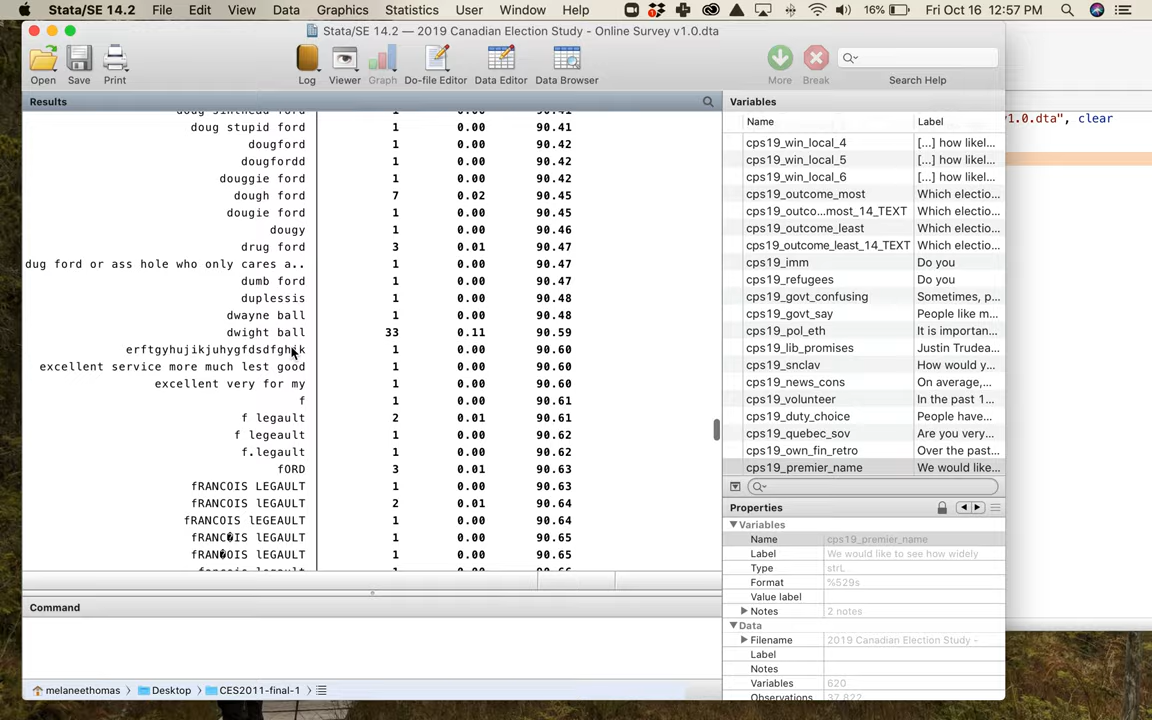 Stata/SE 14.2 File Edit View Data Graphics Statistics User Window Help 16% Fri Oct 16 12:57 PM
Stata/SE 14.2 — 2019 Canadian Election Study - Online Survey v1.0.dta
Open Save Print Log Viewer Graph Do-file Editor Data Editor Data Browser More Break Search Help
Results
doug stupid ford 1 0.00 90.41
dougford 1 0.00 90.42
dougfordd 1 0.00 90.42
douggie ford 1 0.00 90.42
dough ford 7 0.02 90.45
dougie ford 1 0.00 90.45
dougy 1 0.00 90.46
drug ford 3 0.01 90.47
dug ford or ass hole who only cares a.. 1 0.00 90.47
dumb ford 1 0.00 90.47
duplessis 1 0.00 90.48
dwayne ball 1 0.00 90.48
dwight ball 33 0.11 90.59
erftgyhujikjuhygfdsdfghjk 1 0.00 90.60
excellent service more much lest good 1 0.00 90.60
excellent very for my 1 0.00 90.60
f 1 0.00 90.61
f legault 2 0.01 90.61
f legeault 1 0.00 90.62
f.legault 1 0.00 90.62
fORD 3 0.01 90.63
fRANCOIS LEGAULT 1 0.00 90.63
fRANCOIS lEGAULT 2 0.01 90.64
fRANCOIS lEGEAULT 1 0.00 90.64
fRANC�IS lEGAULT 1 0.00 90.65
fRAN�OIS lEGAULT 1 0.00 90.65
Command
melaneethomas Desktop CES2011-final-1
Variables
Name Label
cps19_win_local_4 [...] how likel...
cps19_win_local_5 [...] how likel...
cps19_win_local_6 [...] how likel...
cps19_outcome_most Which electio...
cps19_outco...most_14_TEXT Which electio...
cps19_outcome_least Which electio...
cps19_outcome_least_14_TEXT Which electio...
cps19_imm Do you
cps19_refugees Do you
cps19_govt_confusing Sometimes, p...
cps19_govt_say People like m...
cps19_pol_eth It is importan...
cps19_lib_promises Justin Trudea...
cps19_snclav How would y...
cps19_news_cons On average,...
cps19_volunteer In the past 1...
cps19_duty_choice People have...
cps19_quebec_sov Are you very...
cps19_own_fin_retro Over the past...
cps19_premier_name We would like...
Properties
Variables
Name cps19_premier_name
Label We would like to see how widely
Type strL
Format %529s
Value label
Notes 2 notes
Data
Filename 2019 Canadian Election Study -
Label
Notes
Variables 620
Observations 37,822
v1.0.dta", clear